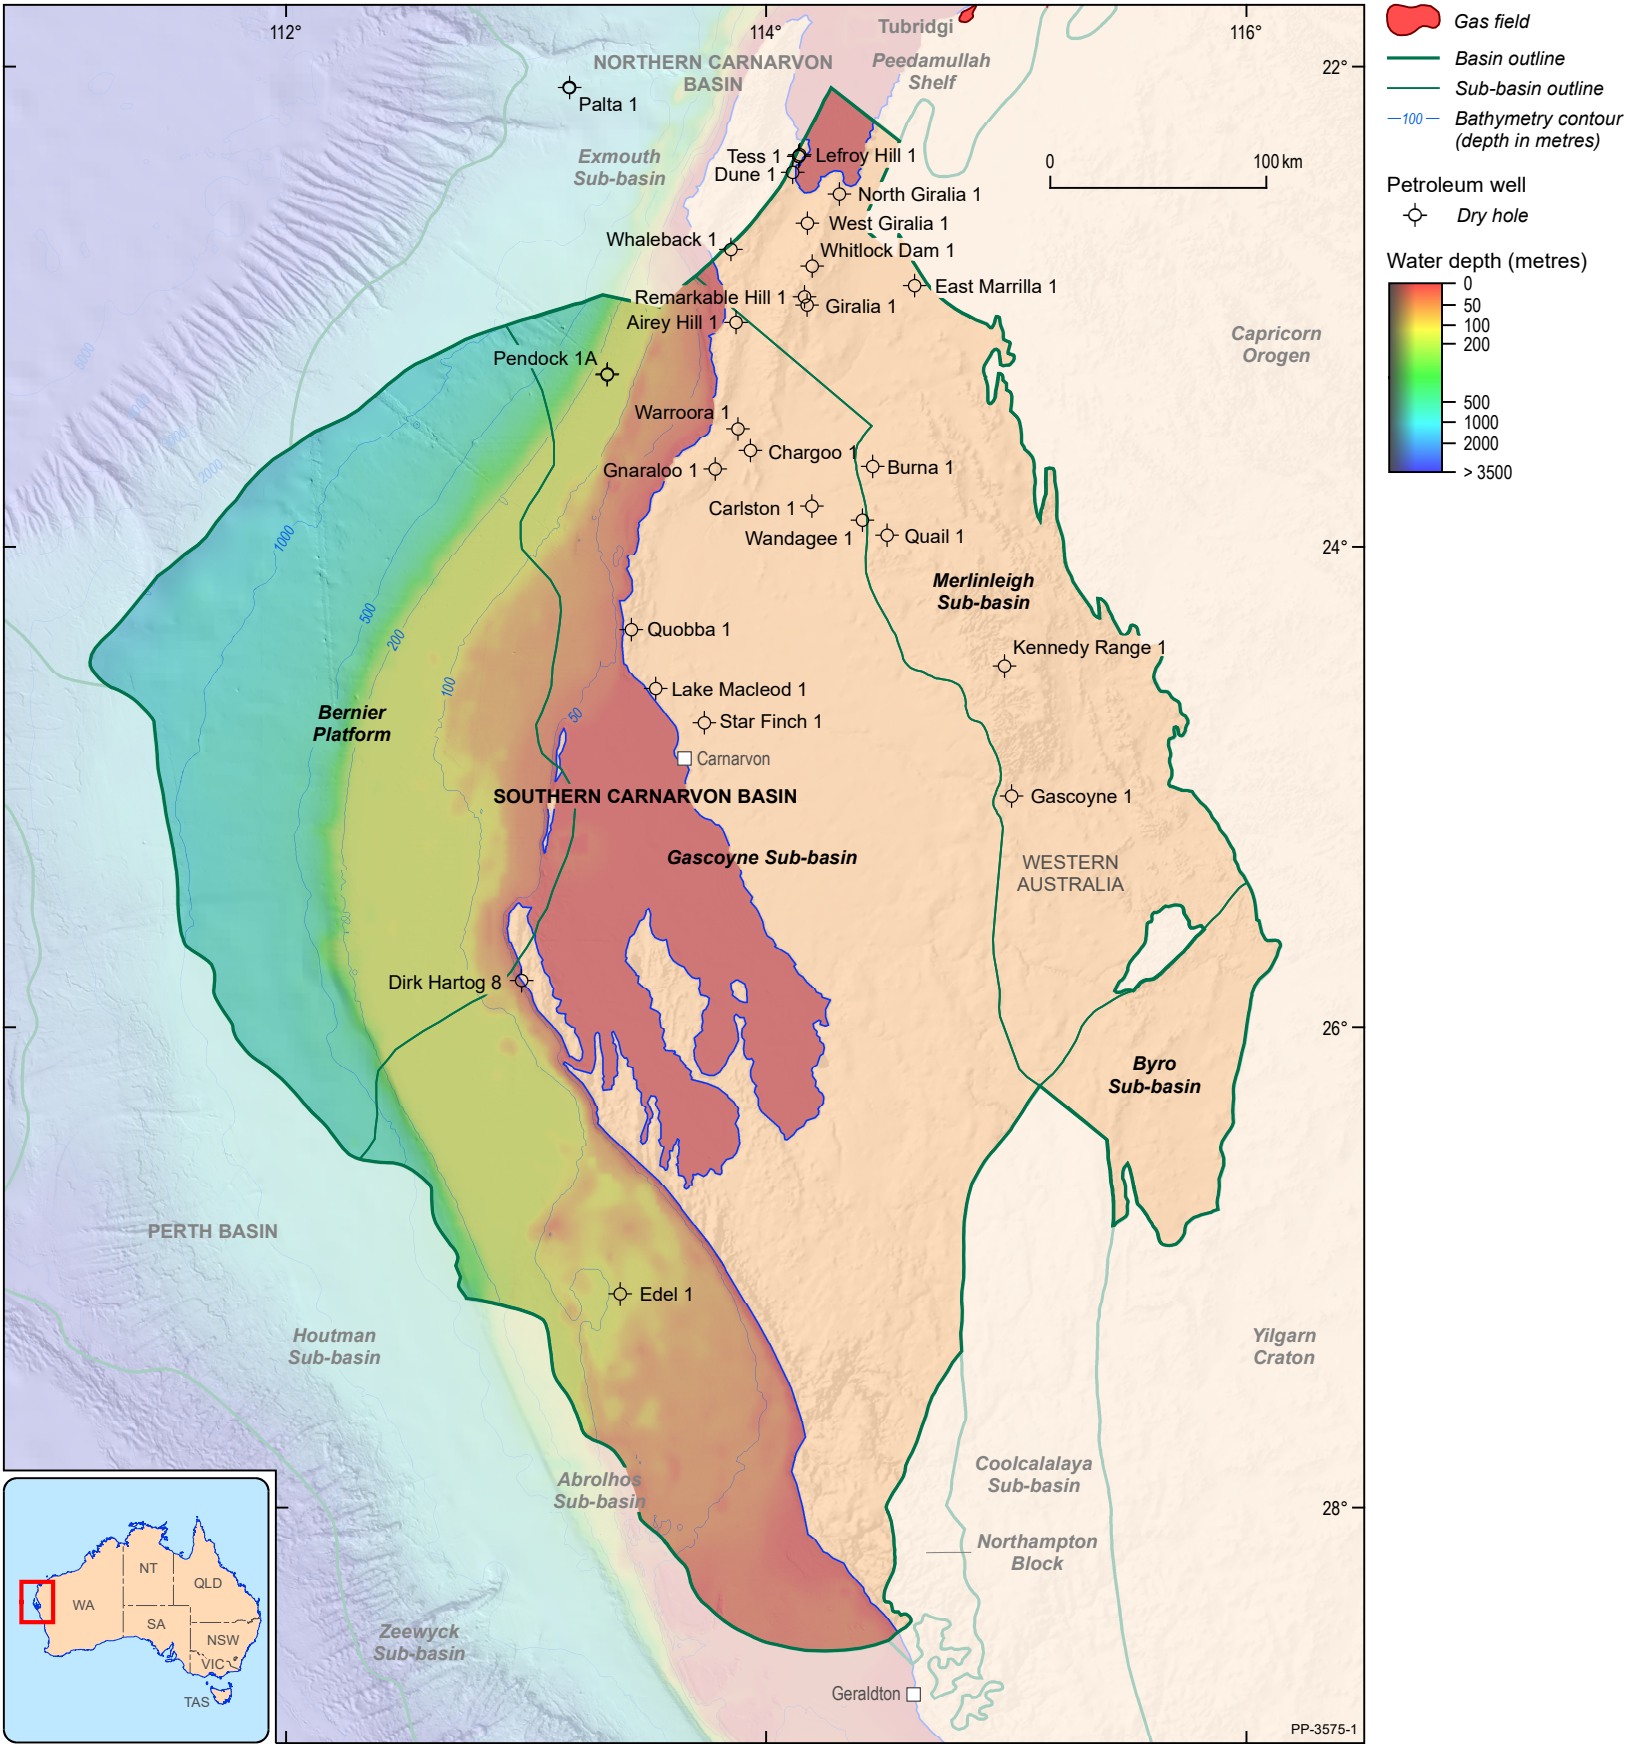 112°
114°
116°
22°
24°
26°
28°
Tubridgi
NORTHERN CARNARVON
BASIN
Peedamullah
Shelf
Palta 1
Exmouth
Sub-basin
Tess 1
Lefroy Hill 1
Dune 1
0
100 km
North Giralia 1
West Giralia 1
Whaleback 1
Whitlock Dam 1
East Marrilla 1
Remarkable Hill 1
Giralia 1
Airey Hill 1
Capricorn
Orogen
Pendock 1A
Warroora 1
Chargoo 1
Gnaraloo 1
Burna 1
Carlston 1
Wandagee 1
Quail 1
2000
1000
500
200
100
50
Merlinleigh
Sub-basin
Quobba 1
Kennedy Range 1
Lake Macleod 1
Bernier
Platform
Star Finch 1
Carnarvon
SOUTHERN CARNARVON BASIN
Gascoyne 1
Gascoyne Sub-basin
WESTERN
AUSTRALIA
Dirk Hartog 8
Byro
Sub-basin
PERTH BASIN
Edel 1
Houtman
Sub-basin
Yilgarn
Craton
Coolcalalaya
Sub-basin
Abrolhos
Sub-basin
Northampton
Block
Zeewyck
Sub-basin
Geraldton
PP-3575-1
NT
QLD
WA
SA
NSW
VIC
TAS
Gas field
Basin outline
Sub-basin outline
100
Bathymetry contour
(depth in metres)
Petroleum well
Dry hole
Water depth (metres)
0
50
100
200
500
1000
2000
> 3500